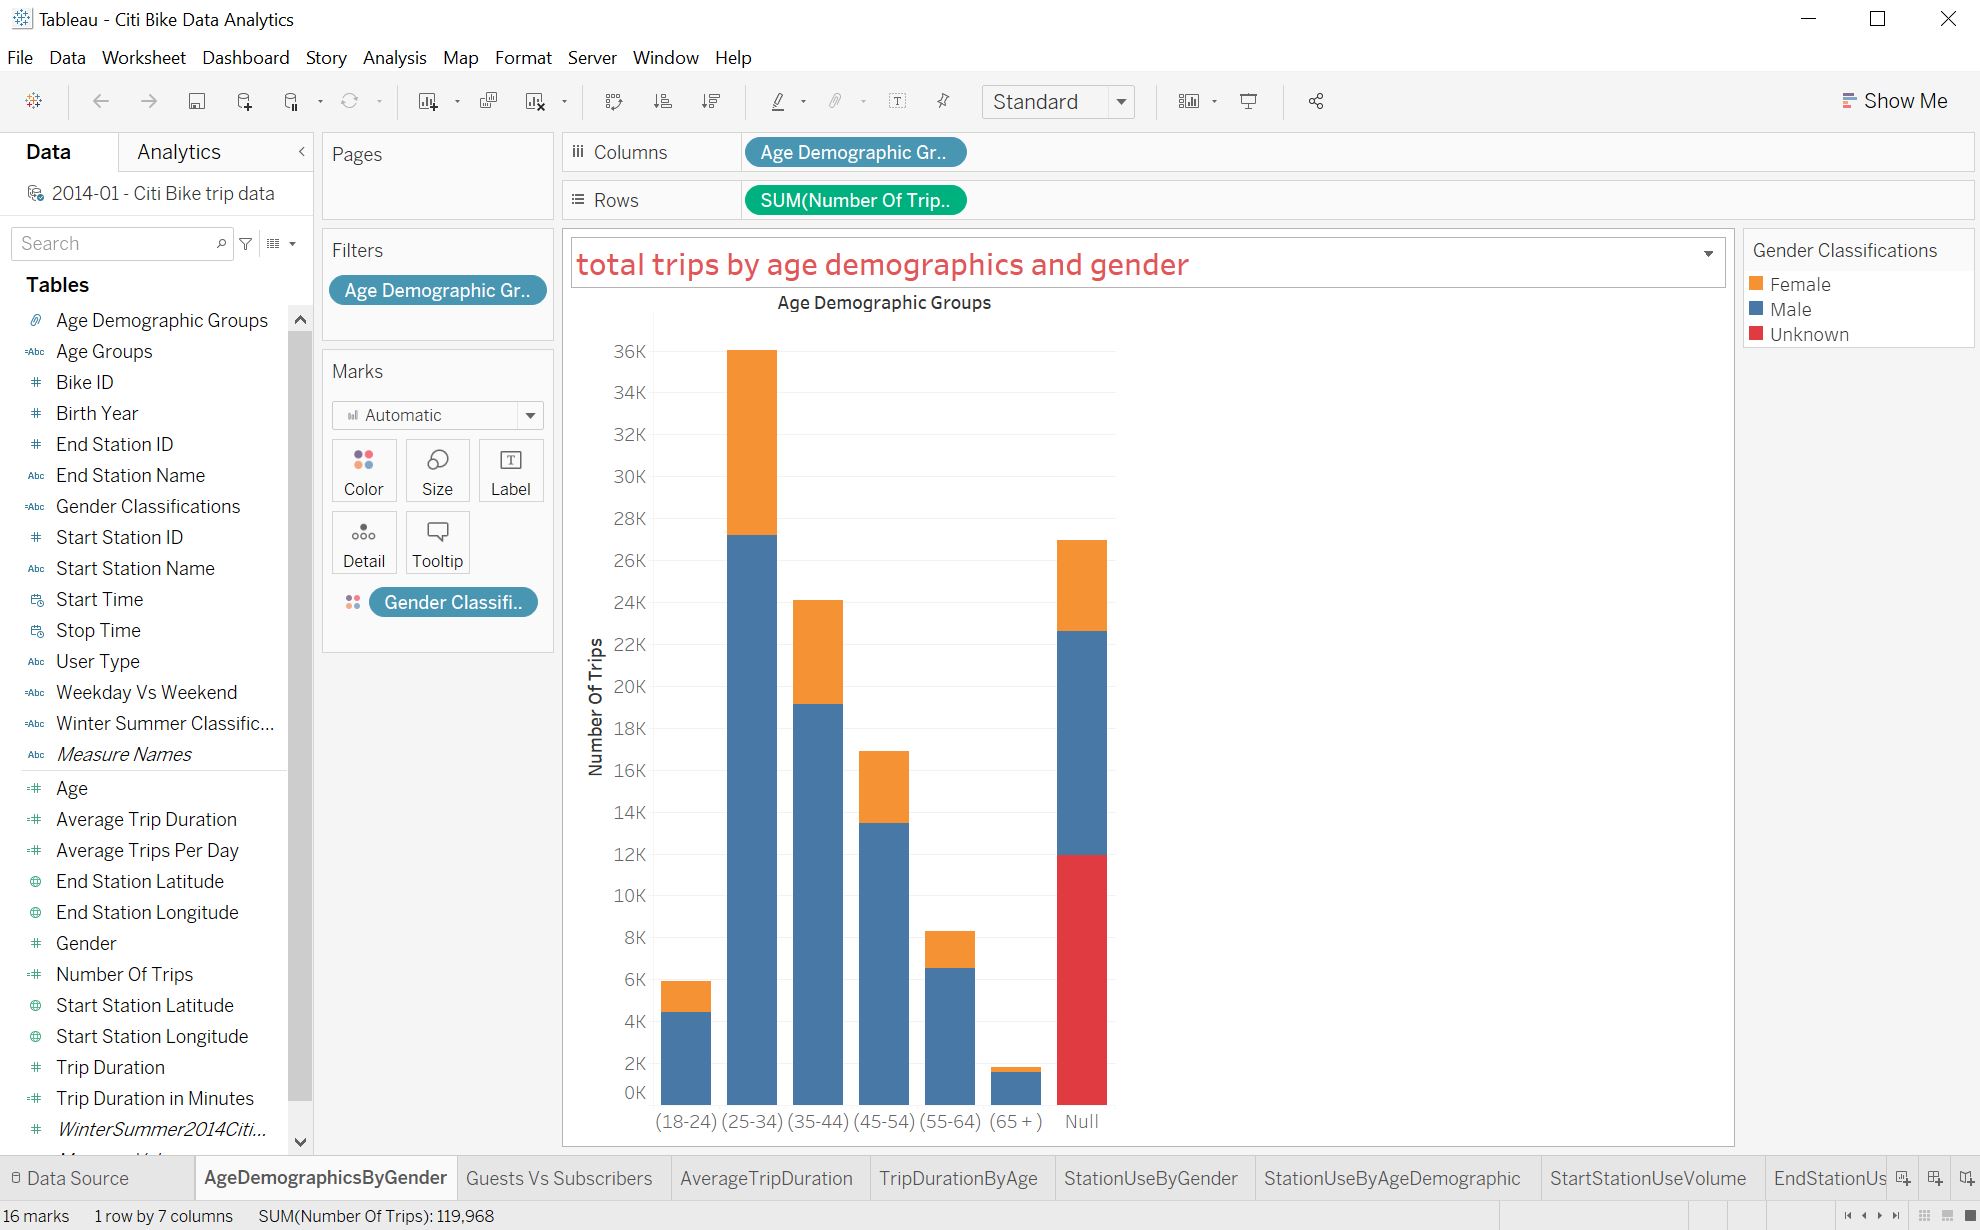 Tableau - Citi Bike Data Analytics
File Data Worksheet Dashboard Story Analysis Map Format Server Window Help
Standard
Show Me
Data Analytics
2014-01 - Citi Bike trip data
Search
Tables
Age Demographic Groups
Abc Age Groups
Bike ID
Birth Year
End Station ID
Abc End Station Name
Abc Gender Classifications
Start Station ID
Abc Start Station Name
Start Time
Stop Time
Abc User Type
Abc Weekday Vs Weekend
Abc Winter Summer Classific...
Abc Measure Names
Age
Average Trip Duration
Average Trips Per Day
End Station Latitude
End Station Longitude
Gender
Number Of Trips
Start Station Latitude
Start Station Longitude
Trip Duration
Trip Duration in Minutes
WinterSummer2014Citi...
Pages
Filters
Age Demographic Gr..
Marks
Automatic
Color Size Label
Detail Tooltip
Gender Classifi..
Columns Age Demographic Gr..
Rows SUM(Number Of Trip..
total trips by age demographics and gender
Age Demographic Groups
Number Of Trips
36K
34K
32K
30K
28K
26K
24K
22K
20K
18K
16K
14K
12K
10K
8K
6K
4K
2K
0K
(18-24) (25-34) (35-44) (45-54) (55-64) (65 + ) Null
Gender Classifications
Female
Male
Unknown
Data Source AgeDemographicsByGender Guests Vs Subscribers AverageTripDuration TripDurationByAge StationUseByGender StationUseByAgeDemographic StartStationUseVolume EndStationUs
16 marks 1 row by 7 columns SUM(Number Of Trips): 119,968